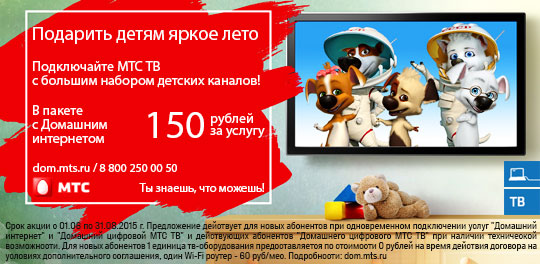 Подарить детям яркое лето
Подключайте МТС ТВ
с большим набором детских каналов!
В пакете
с Домашним
интернетом
150 рублей
за услугу
dom.mts.ru / 8 800 250 00 50
МТС
Ты знаешь, что можешь!
ТВ
Срок акции с 01.06 по 31.08.2015 г. Предложение действует для новых абонентов при одновременном подключении услуг "Домашний
интернет" и "Домашний цифровой МТС ТВ" и действующих абонентов "Домашнего цифрового МТС ТВ" при наличии технической
возможности. Для новых абонентов 1 единица тв-оборудования предоставляется по стоимости 0 рублей на время действия договора на
условиях дополнительного соглашения, один Wi-Fi роутер - 60 руб/мес. Подробности: dom.mts.ru